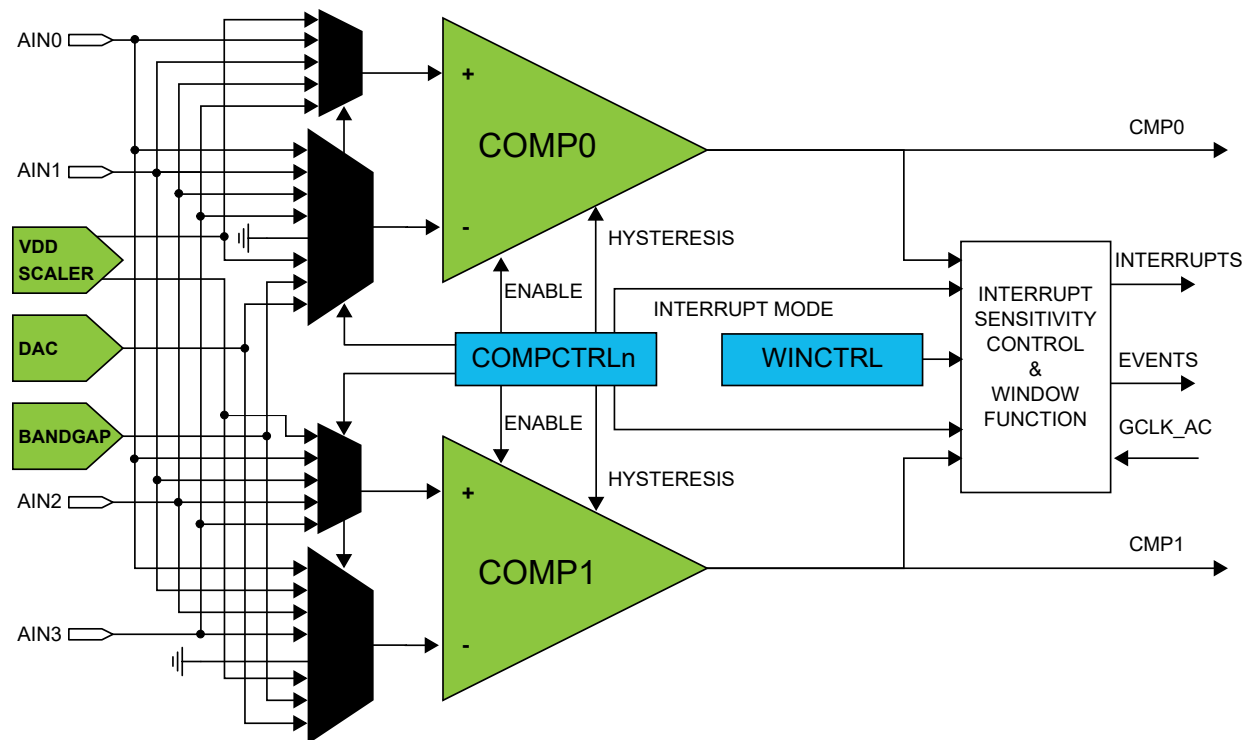 AIN0
+
COMP0
-
CMP0
AIN1
VDD
SCALER
HYSTERESIS
ENABLE
INTERRUPT MODE
INTERRUPTS
INTERRUPT
SENSITIVITY
CONTROL
&
WINDOW
FUNCTION
DAC
COMPCTRLn
WINCTRL
EVENTS
BANDGAP
ENABLE
GCLK_AC
HYSTERESIS
AIN2
+
COMP1
-
CMP1
AIN3